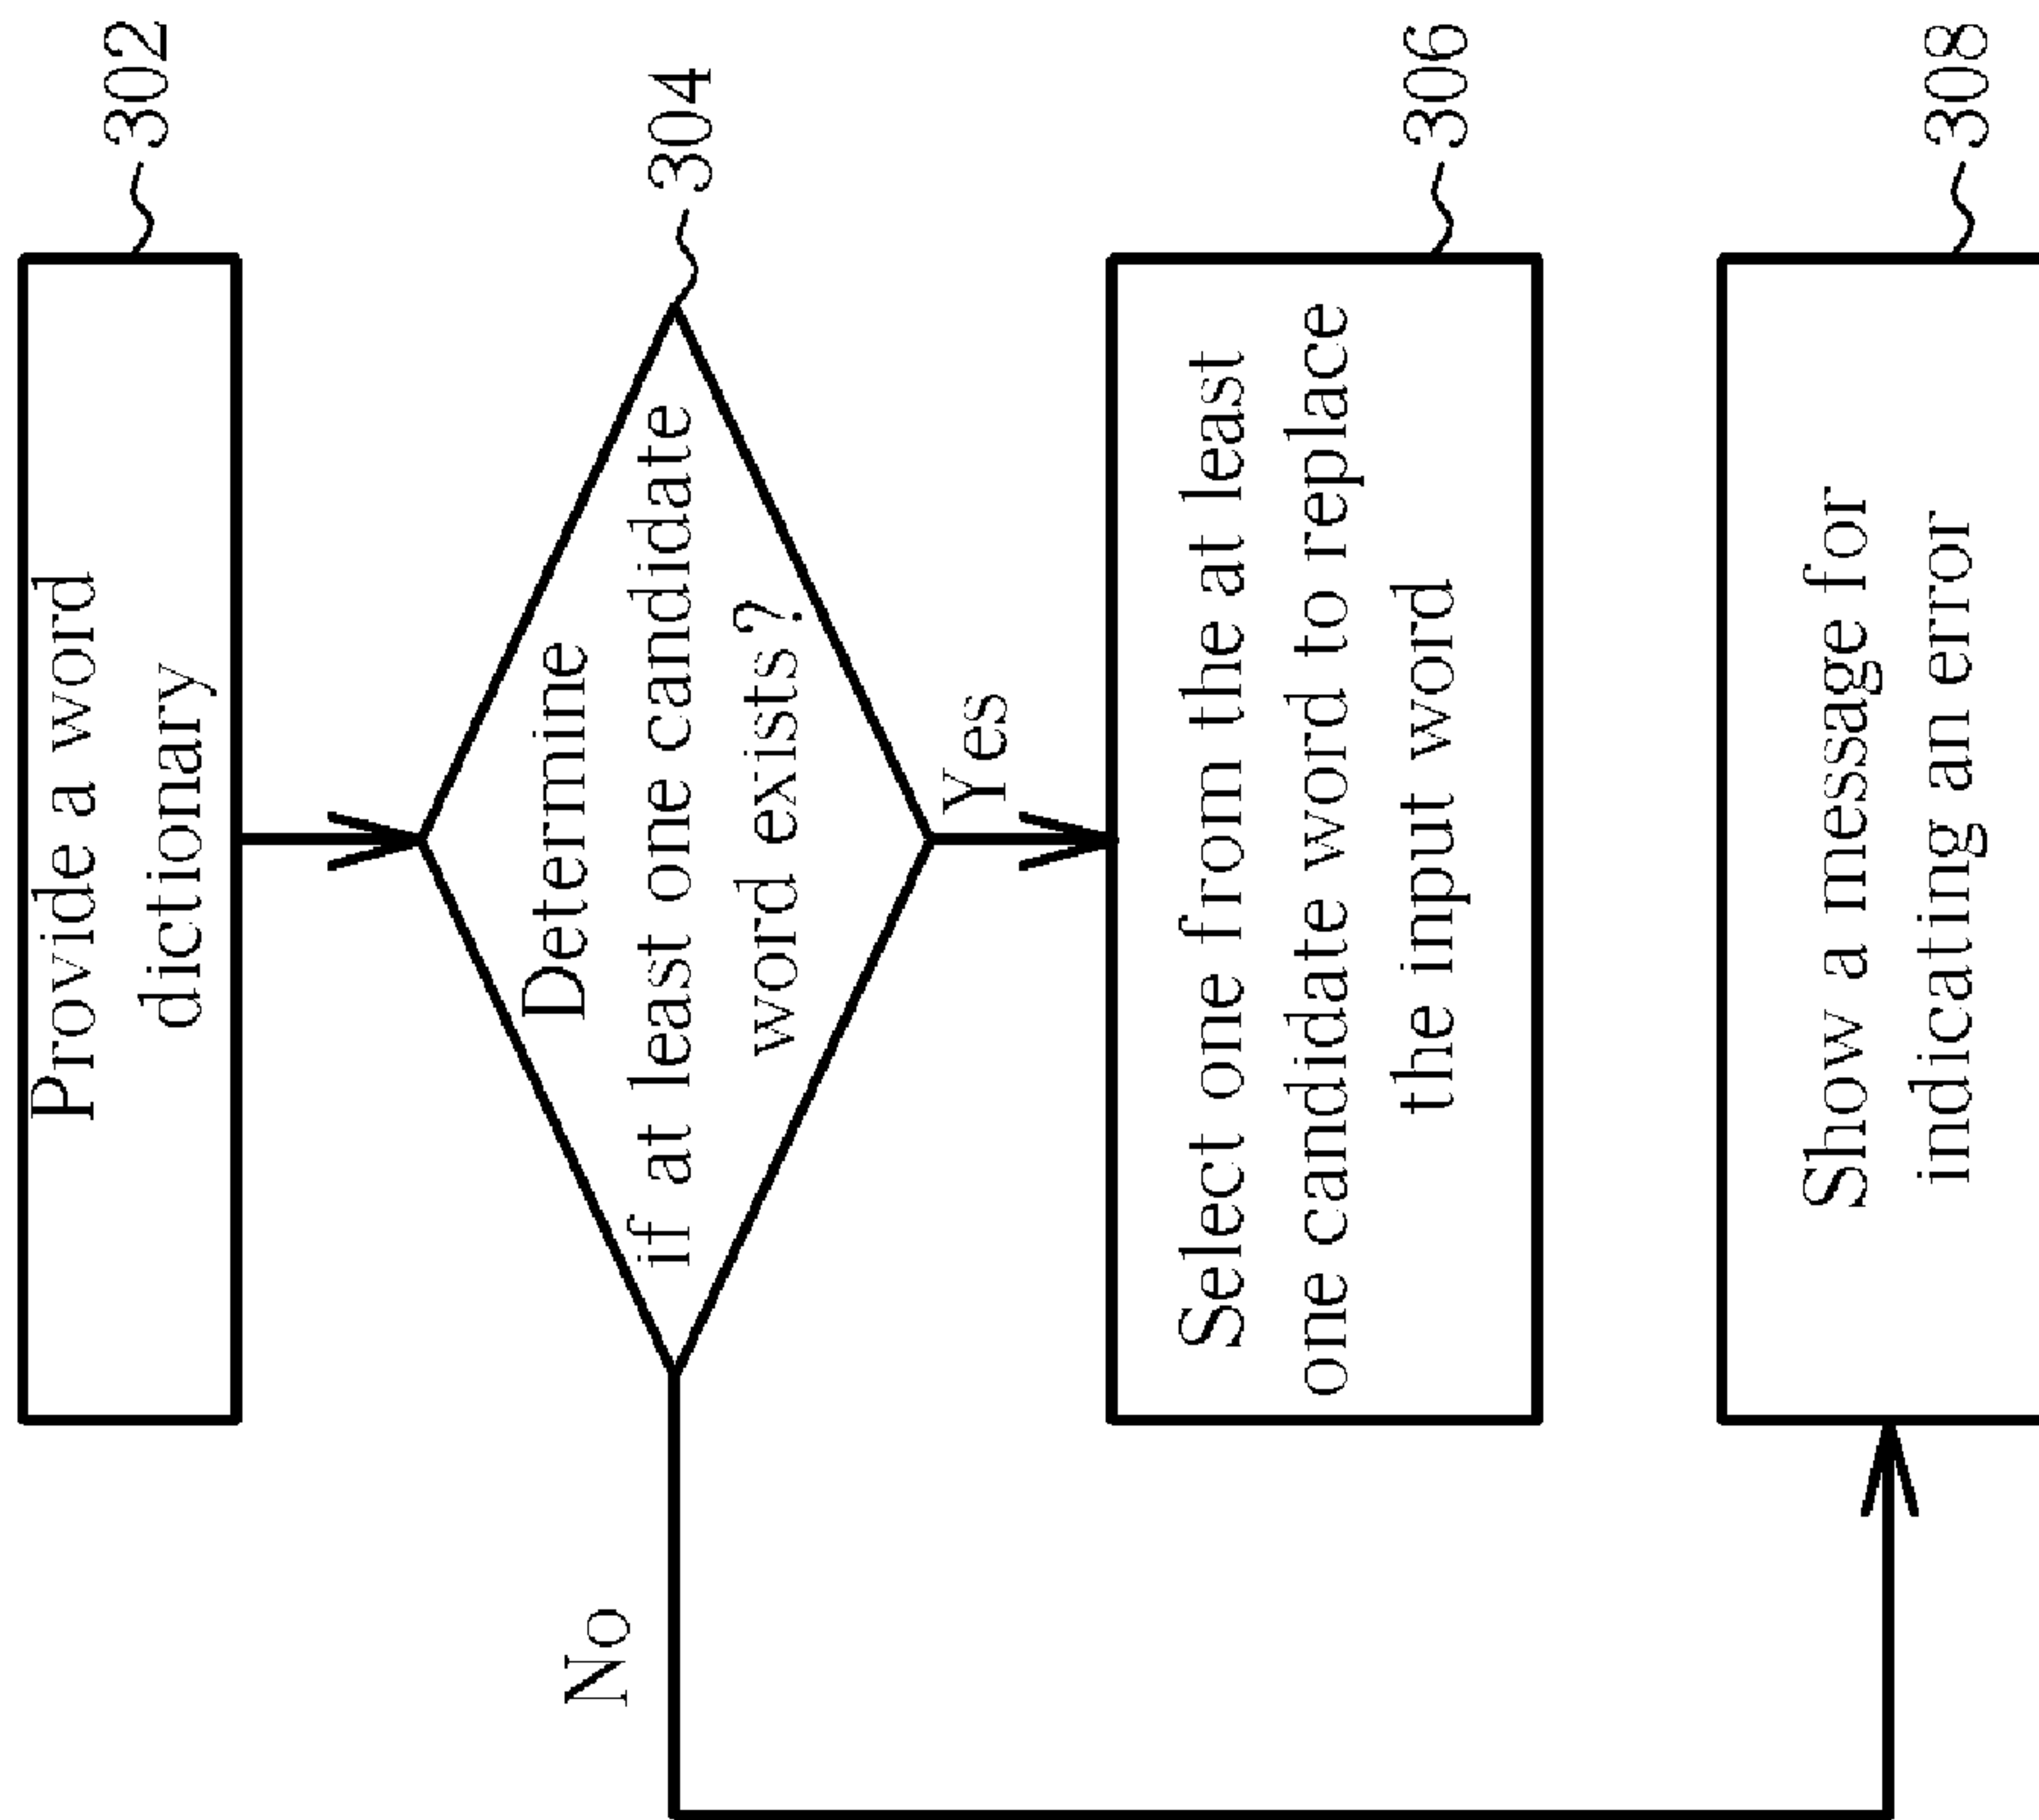 Provide a word
dictionary
302
Determine
if at least one candidate
word exists?
304
No
Yes
Select one from the at least
one candidate word to replace
the input word
306
Show a message for
indicating an error
308